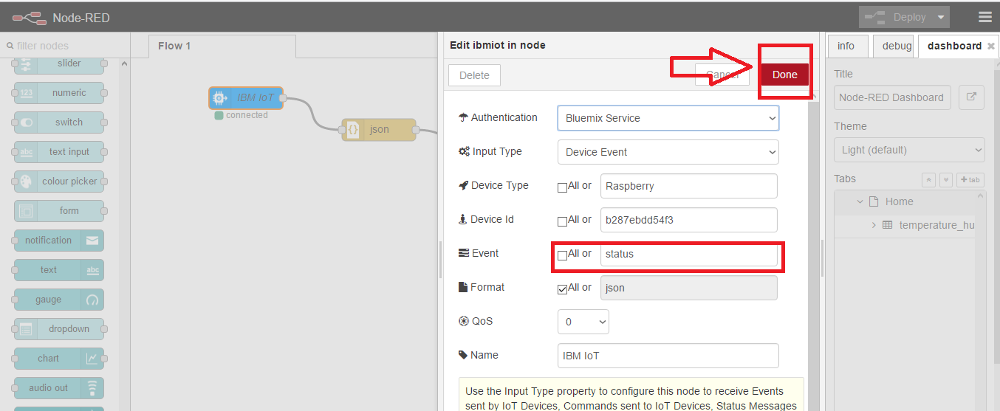 Node-RED
Deploy
filter nodes
slider
123 numeric
switch
abc text input
colour picker
form
notification
text abc
gauge
dropdown
chart
audio out
Flow 1
IBM IoT
connected
{} json
Edit ibmiot in node
Delete
Cancel
Done
Authentication
Bluemix Service
Input Type
Device Event
Device Type
All or
Raspberry
Device Id
All or
b287ebdd54f3
Event
All or
status
Format
All or
json
QoS
0
Name
IBM IoT
Use the Input Type property to configure this node to receive Events
sent by IoT Devices, Commands sent to IoT Devices, Status Messages
info
debug
dashboard
Title
Node-RED Dashboard
Theme
Light (default)
Tabs
+ tab
Home
temperature_hu